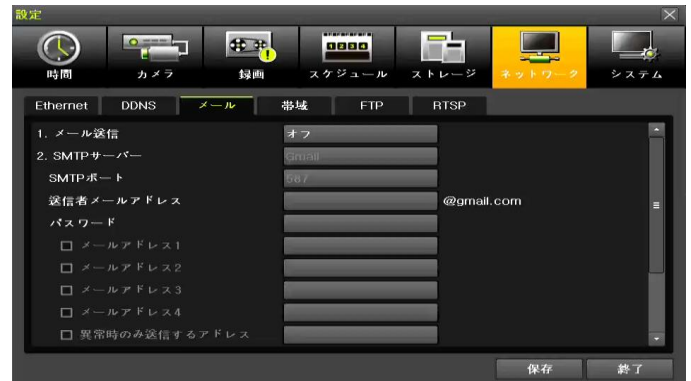 設定
時間 カメラ 録画 スケジュール ストレージ ネットワーク システム
Ethernet DDNS メール 帯域 FTP RTSP
1. メール送信 オフ
2. SMTPサーバー Gmail
SMTPポート 587
送信者メールアドレス @gmail.com
パスワード
メールアドレス1
メールアドレス2
メールアドレス3
メールアドレス4
異常時のみ送信するアドレス
保存 終了